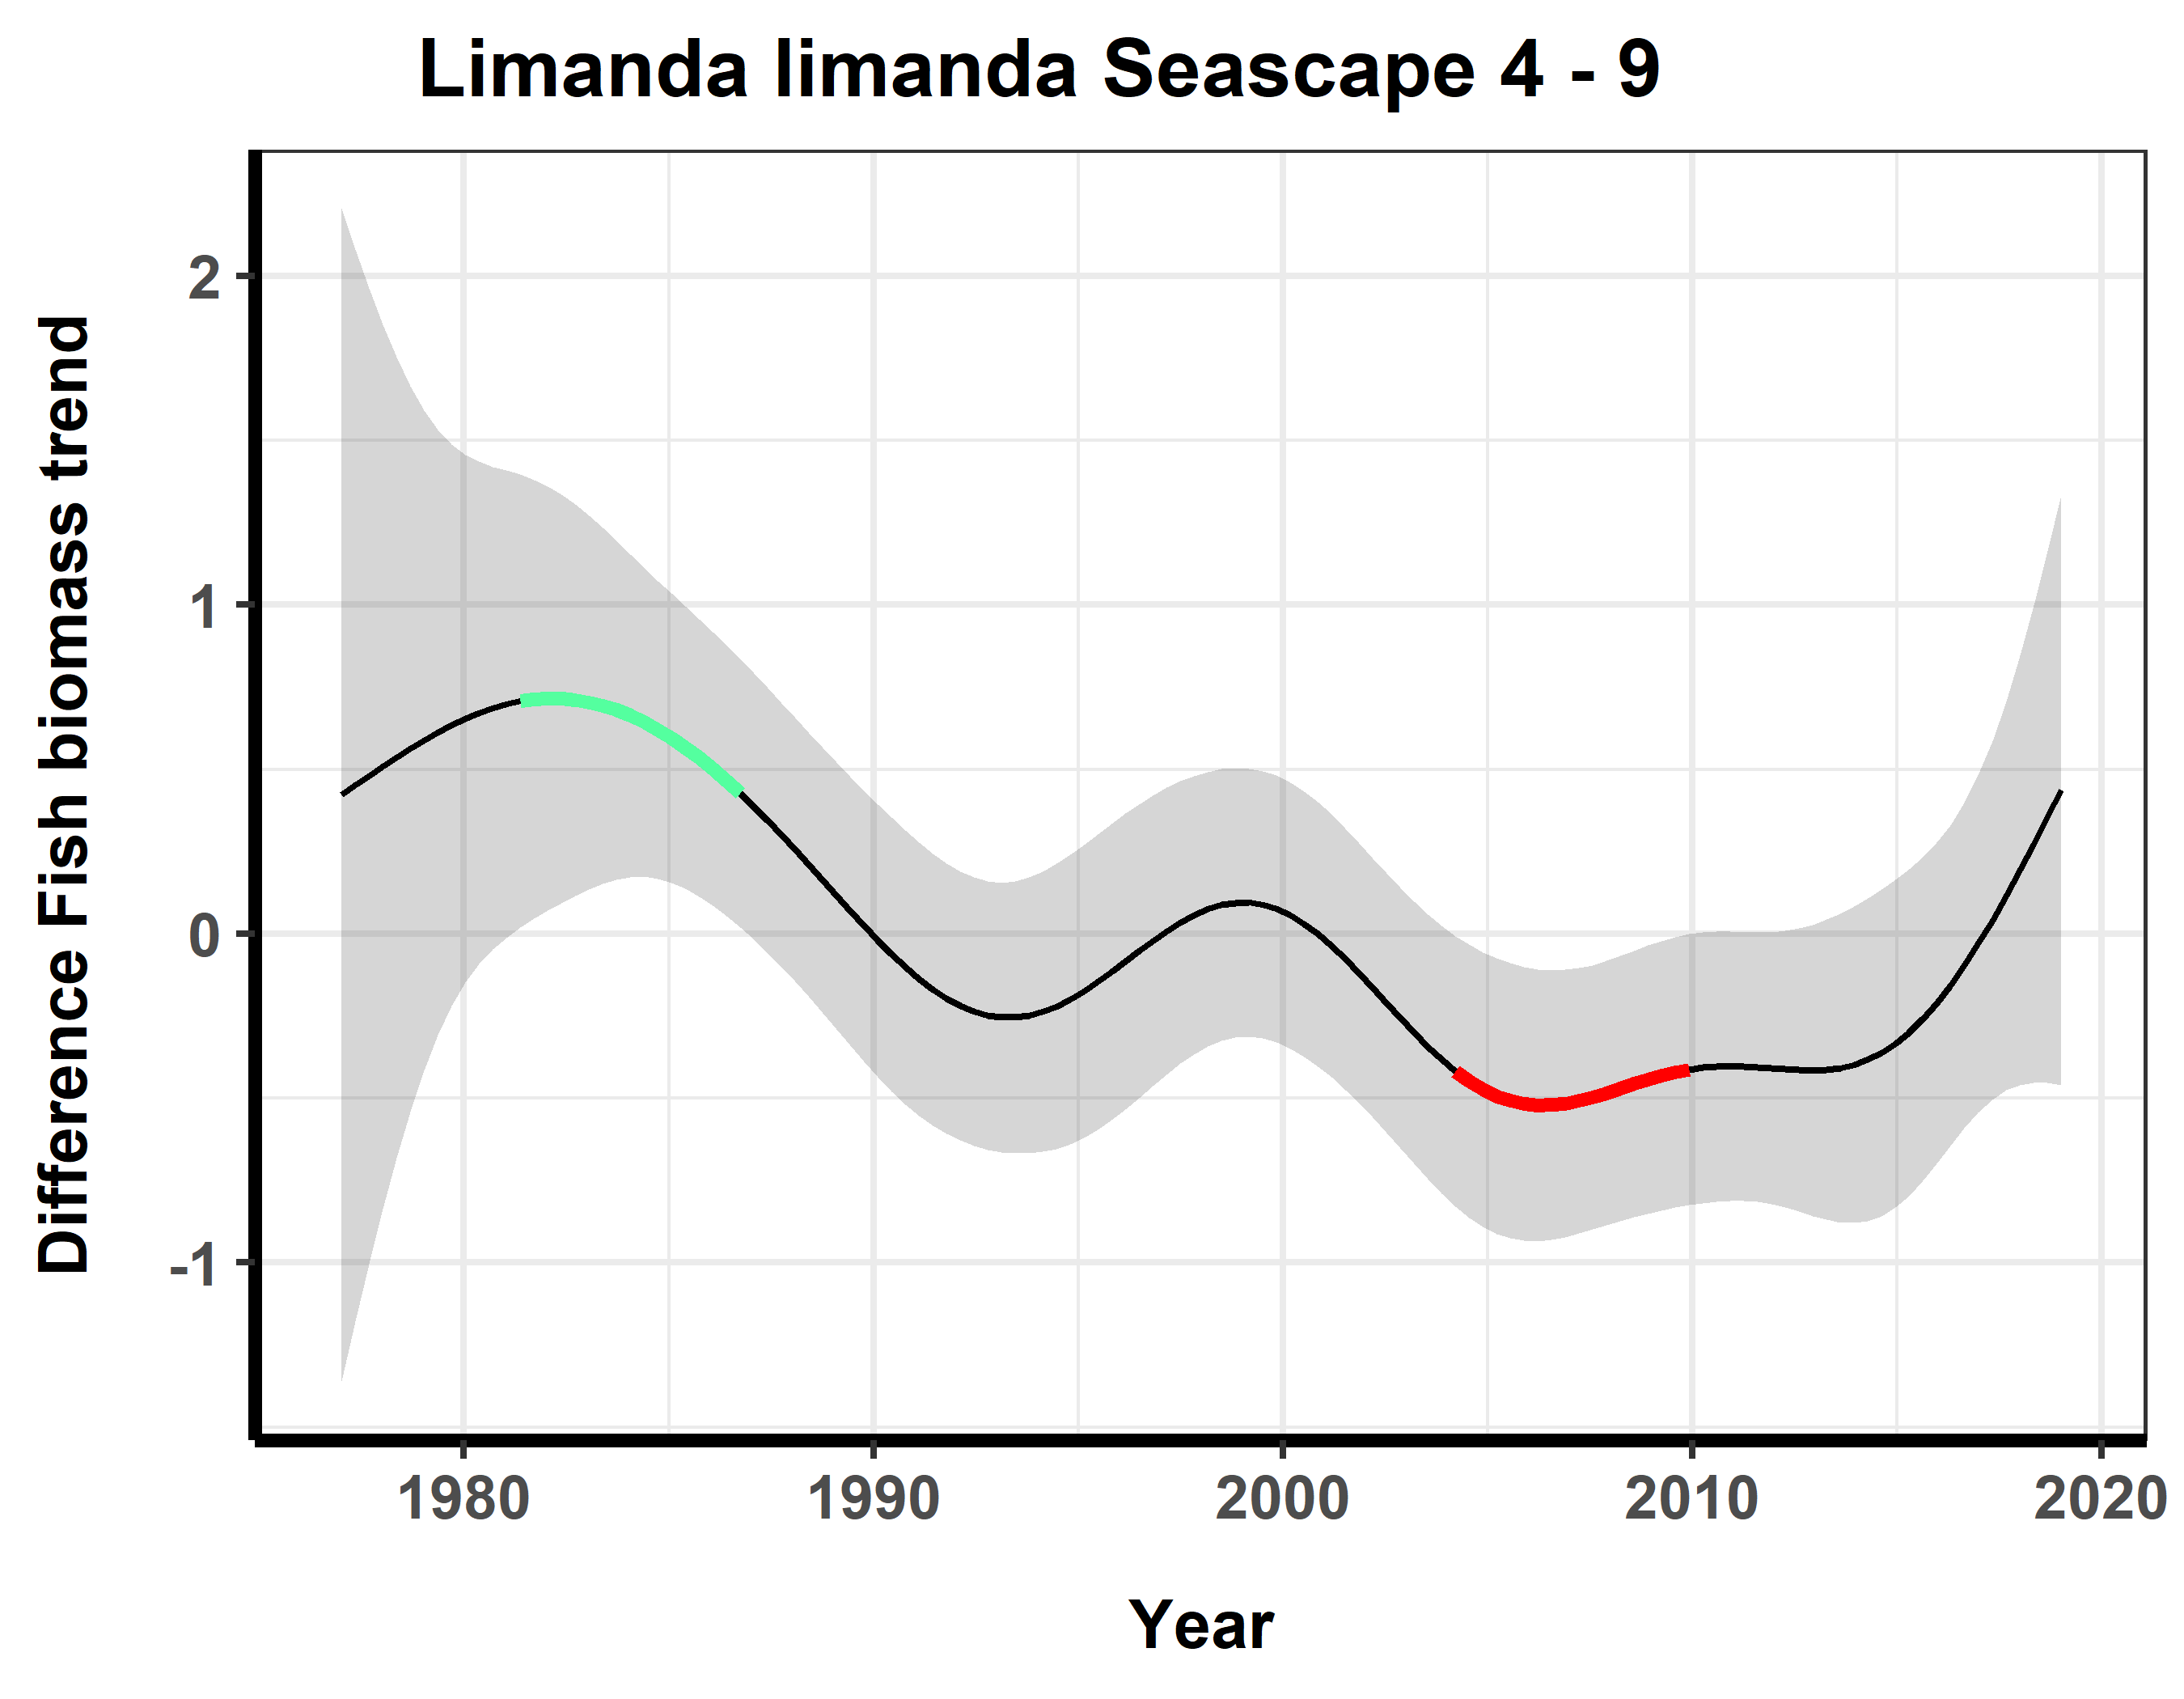 Limanda limanda Seascape 4 - 9
Difference Fish biomass trend
2
1
0
-1
1980 1990 2000 2010 2020
Year